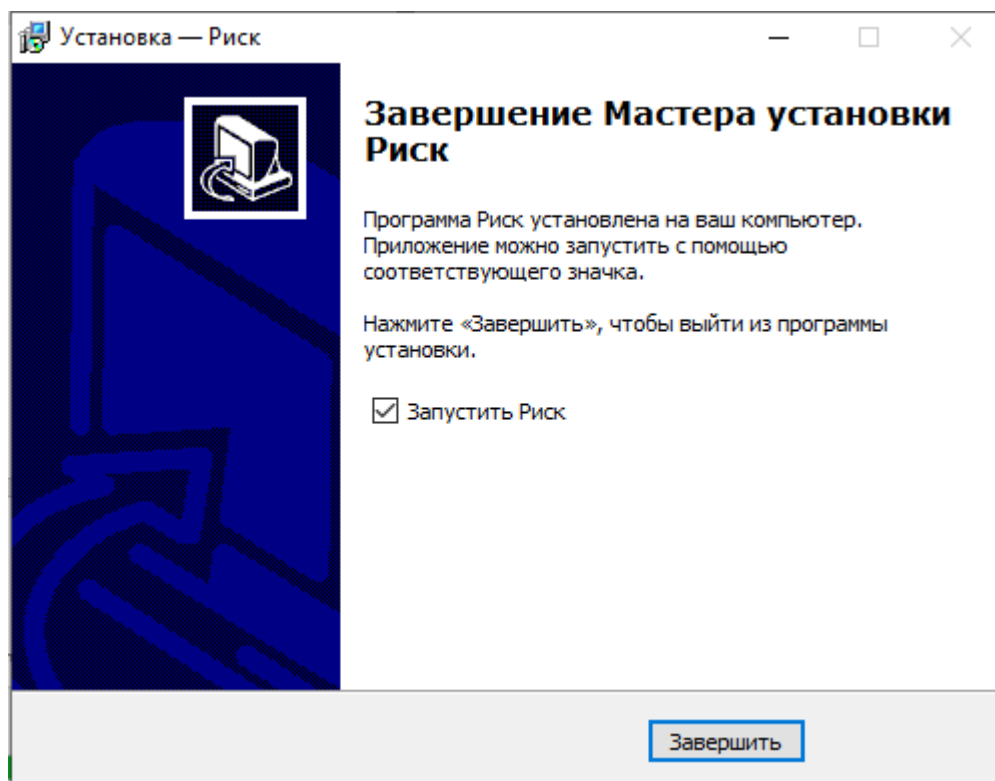 Установка — Риск
Завершение Мастера установки
Риск
Программа Риск установлена на ваш компьютер.
Приложение можно запустить с помощью
соответствующего значка.
Нажмите «Завершить», чтобы выйти из программы
установки.
Запустить Риск
Завершить